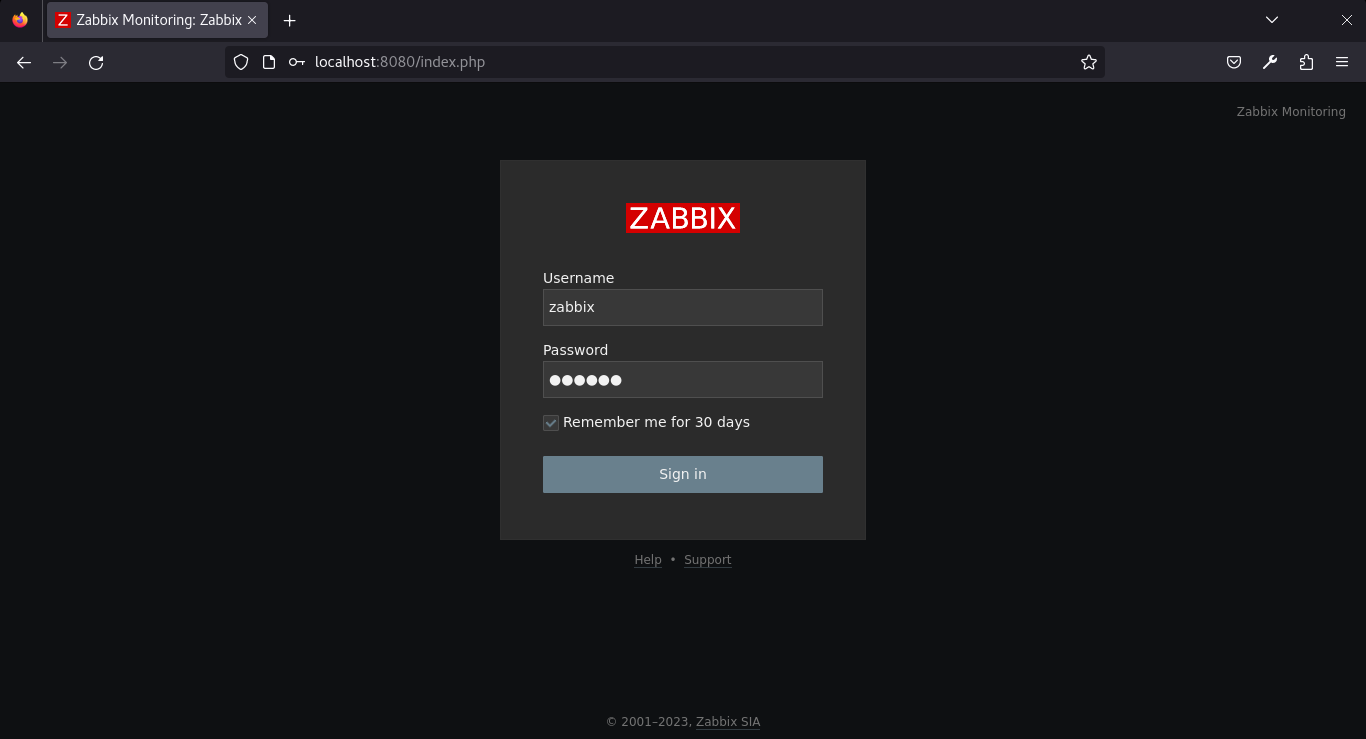 Zabbix Monitoring: Zabbix
localhost:8080/index.php
Zabbix Monitoring
ZABBIX
Username
zabbix
Password
●●●●●●
Remember me for 30 days
Sign in
Help • Support
© 2001–2023, Zabbix SIA